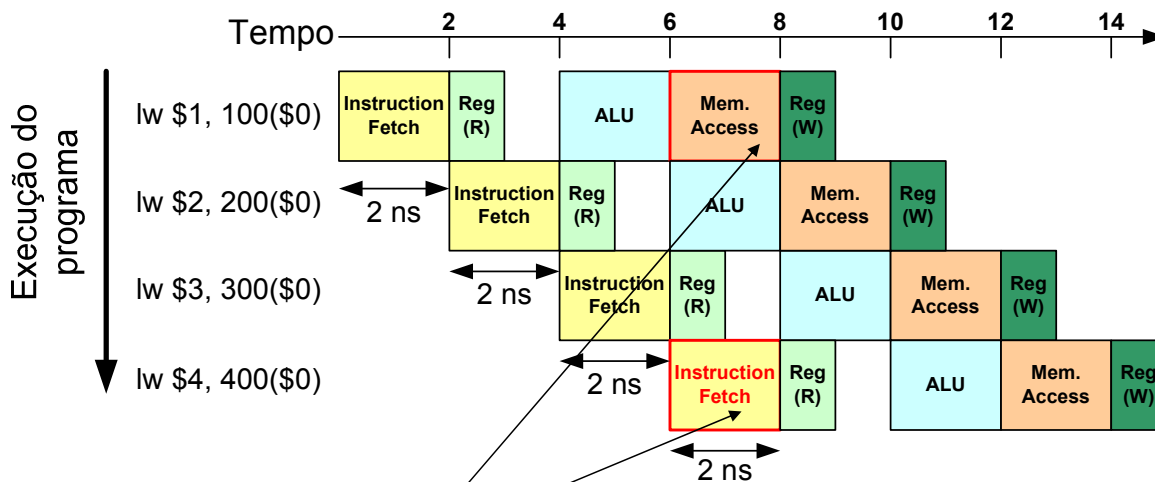 Tempo
2 4 6 8 10 12 14
Execução do
programa
lw $1, 100($0)
Instruction
Fetch
Reg
(R)
ALU
Mem.
Access
Reg
(W)
2 ns
lw $2, 200($0)
Instruction
Fetch
Reg
(R)
ALU
Mem.
Access
Reg
(W)
2 ns
lw $3, 300($0)
Instruction
Fetch
Reg
(R)
ALU
Mem.
Access
Reg
(W)
2 ns
lw $4, 400($0)
Instruction
Fetch
Reg
(R)
ALU
Mem.
Access
Reg
(W)
2 ns